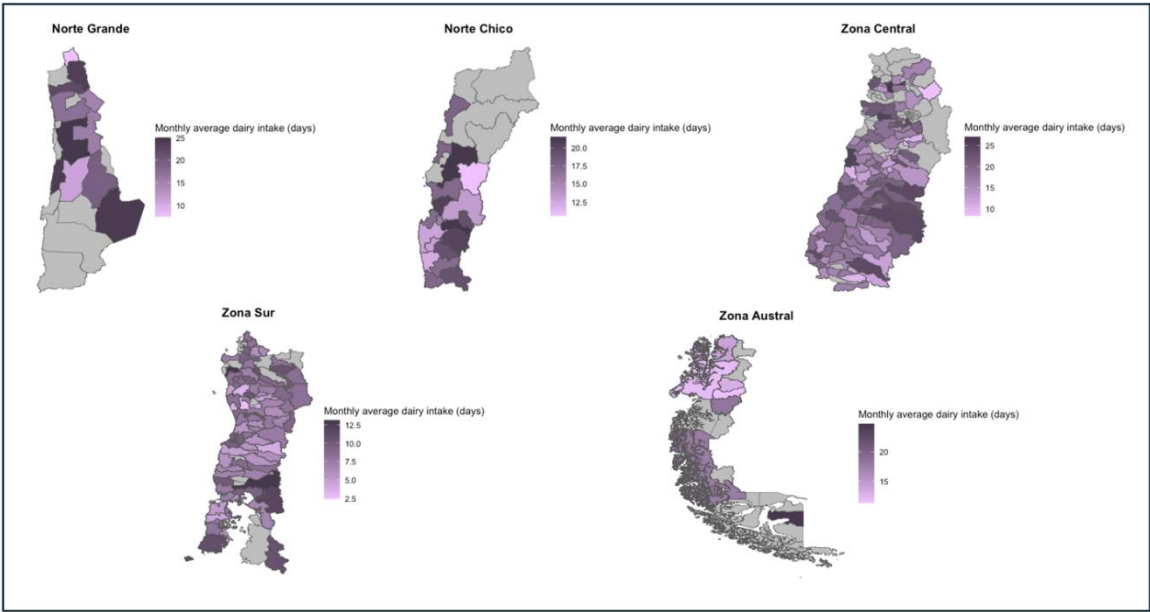 Norte Grande
Monthly average dairy intake (days)
25
20
15
10
Norte Chico
Monthly average dairy intake (days)
20.0
17.5
15.0
12.5
Zona Central
Monthly average dairy intake (days)
25
20
15
10
Zona Sur
Monthly average dairy intake (days)
12.5
10.0
7.5
5.0
2.5
Zona Austral
Monthly average dairy intake (days)
20
15